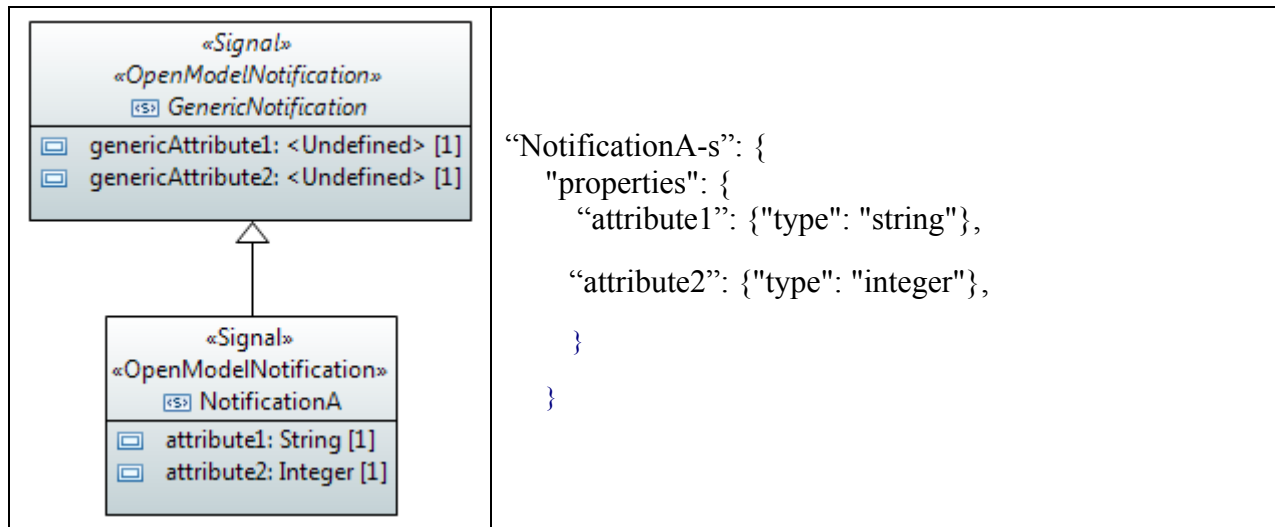 «Signal»
«OpenModelNotification»
«S» GenericNotification
genericAttribute1: <Undefined> [1]
genericAttribute2: <Undefined> [1]
«Signal»
«OpenModelNotification»
«S» NotificationA
attribute1: String [1]
attribute2: Integer [1]
“NotificationA-s”: {
"properties": {
“attribute1”: {"type": "string"},
“attribute2”: {"type": "integer"},
}
}